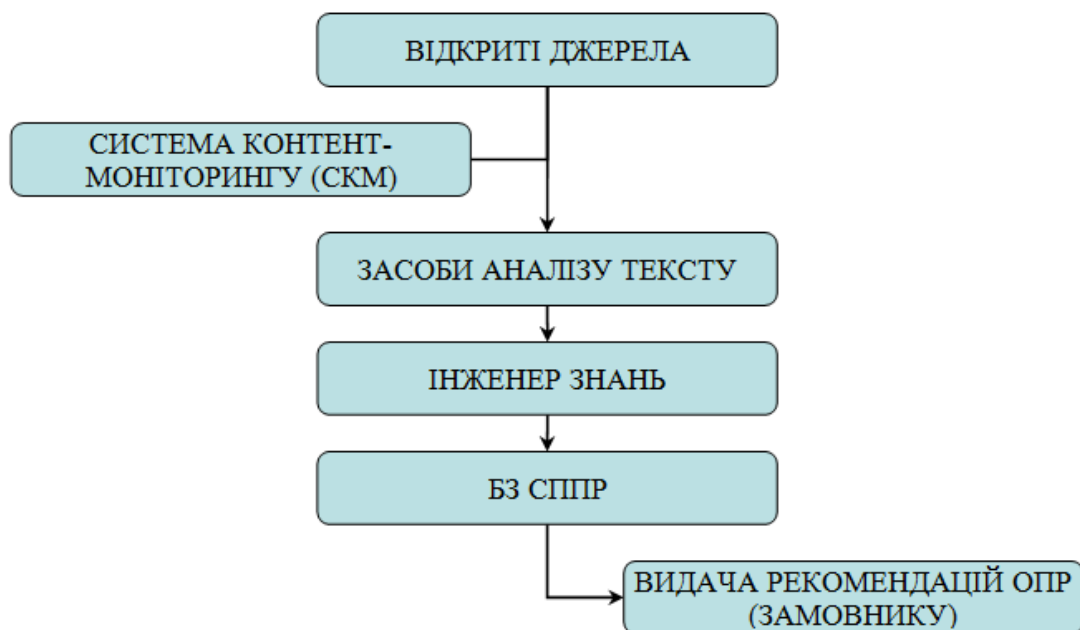 ВІДКРИТІ ДЖЕРЕЛА
СИСТЕМА КОНТЕНТ-
МОНІТОРИНГУ (СКМ)
ЗАСОБИ АНАЛІЗУ ТЕКСТУ
ІНЖЕНЕР ЗНАНЬ
БЗ СППР
ВИДАЧА РЕКОМЕНДАЦІЙ ОПР
(ЗАМОВНИКУ)